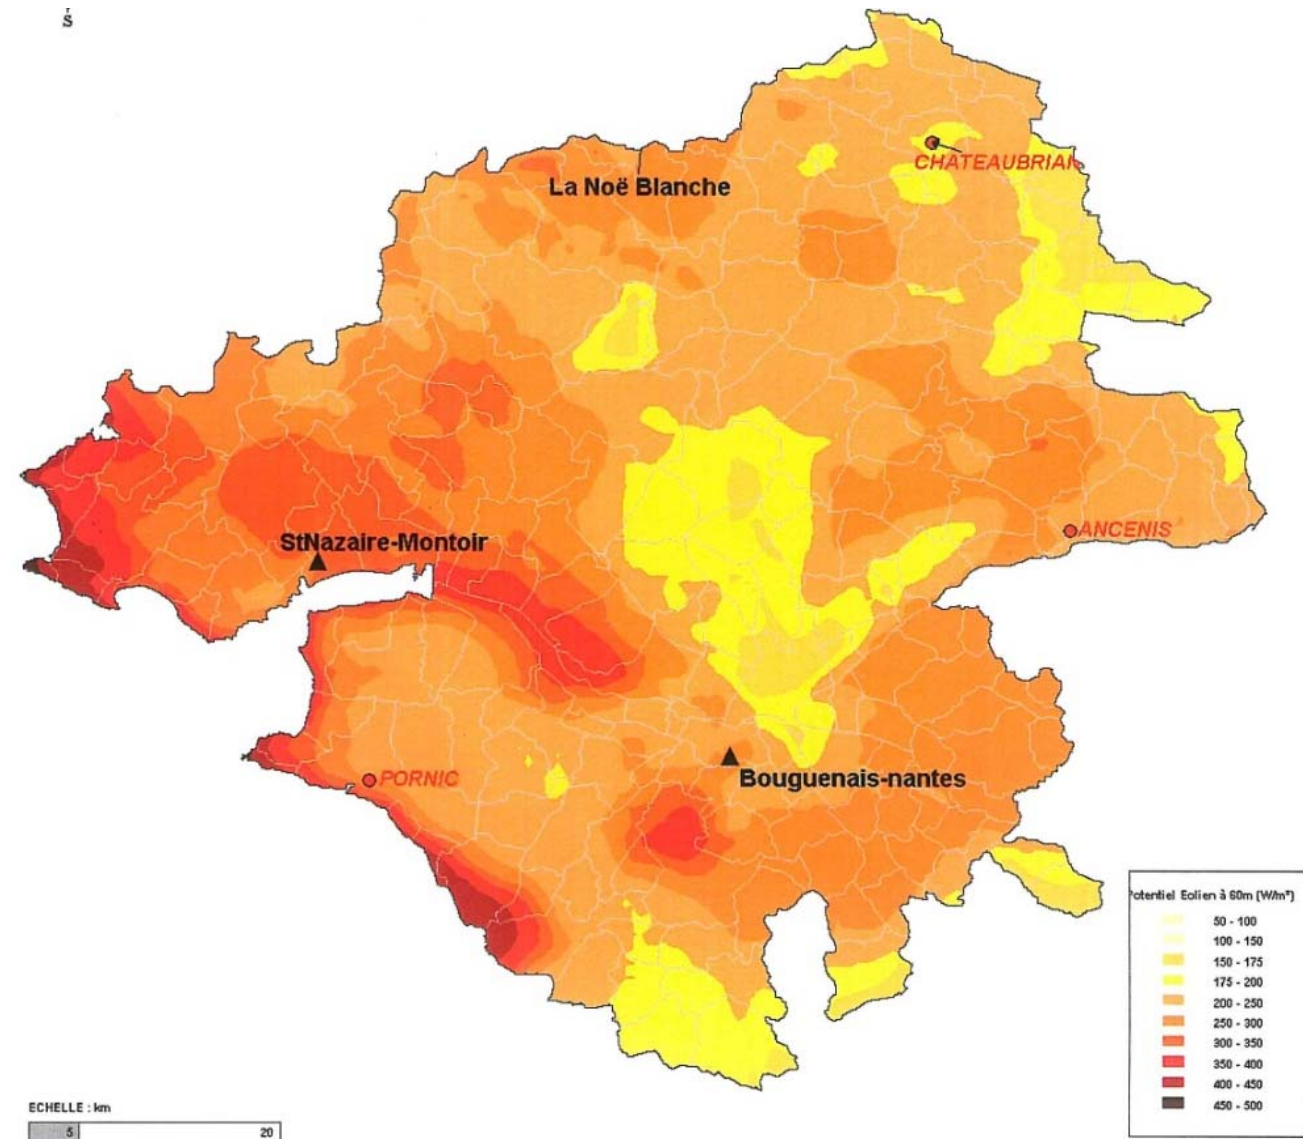 S
La Noë Blanche
CHATEAUBRIAN
StNazaire-Montoir
ANCENIS
PORNIC
Bouguenais-nantes
otentiel Eolien à 60m (W/m²)
50 - 100
100 - 150
150 - 175
175 - 200
200 - 250
250 - 300
300 - 350
350 - 400
400 - 450
450 - 500
ECHELLE : km
5 20